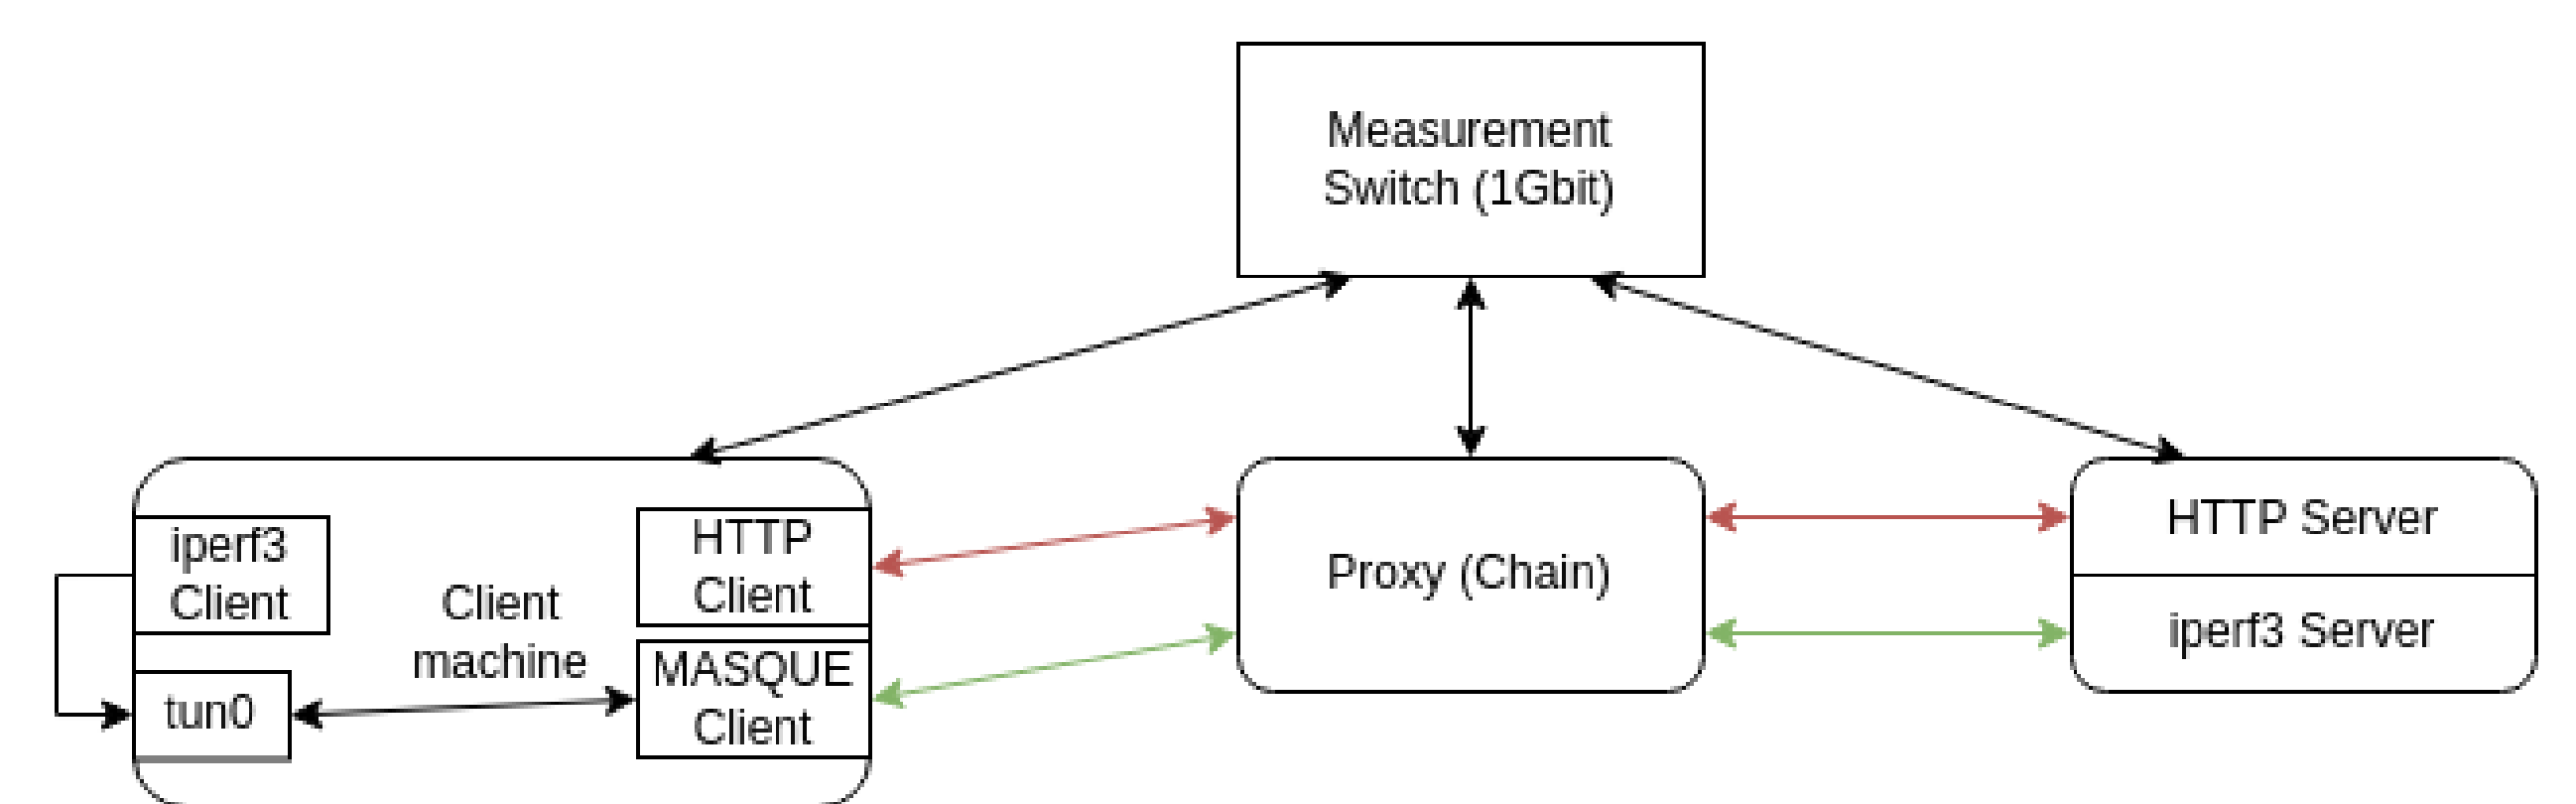 Measurement
Switch (1Gbit)
iperf3
Client
tun0
Client
machine
HTTP
Client
MASQUE
Client
Proxy (Chain)
HTTP Server
iperf3 Server